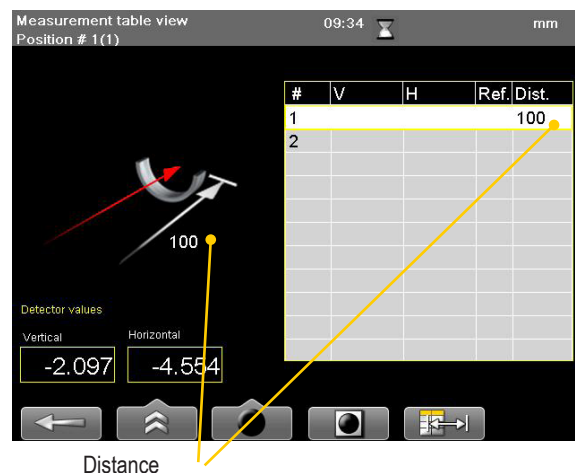 Measurement table view
09:34
mm
Position # 1(1)
# V H Ref. Dist.
1 100
2
100
Detector values
Vertical Horizontal
-2.097 -4.554
Distance